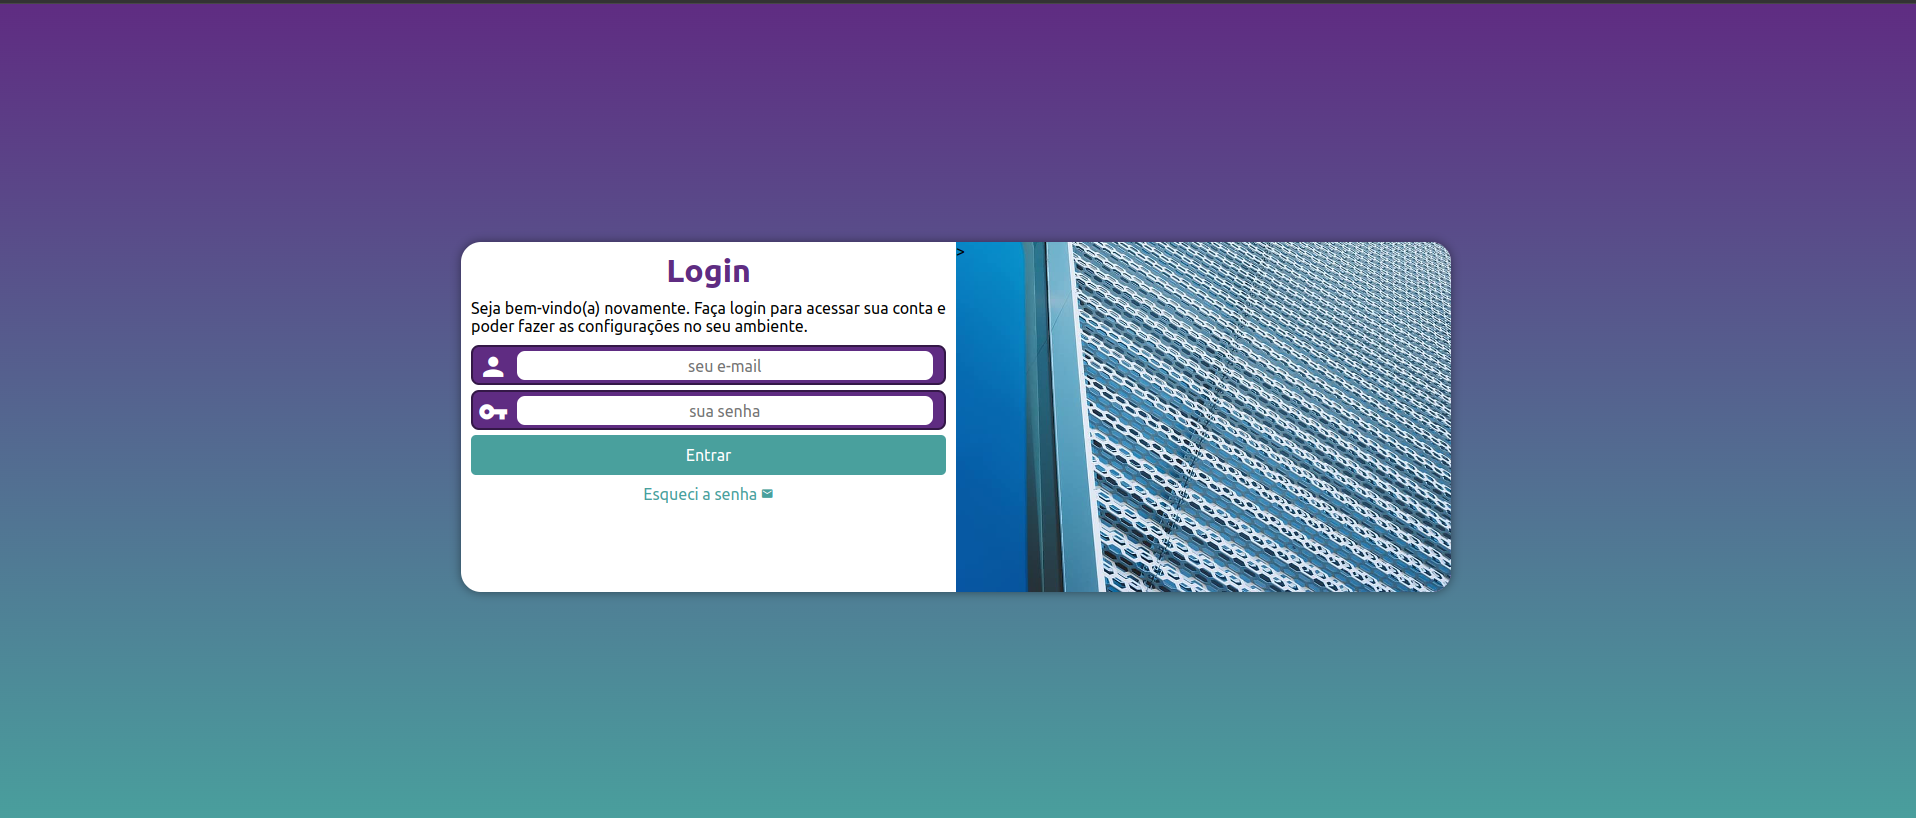 Login
Seja bem-vindo(a) novamente. Faça login para acessar sua conta e
poder fazer as configurações no seu ambiente.
seu e-mail
sua senha
Entrar
Esqueci a senha
>